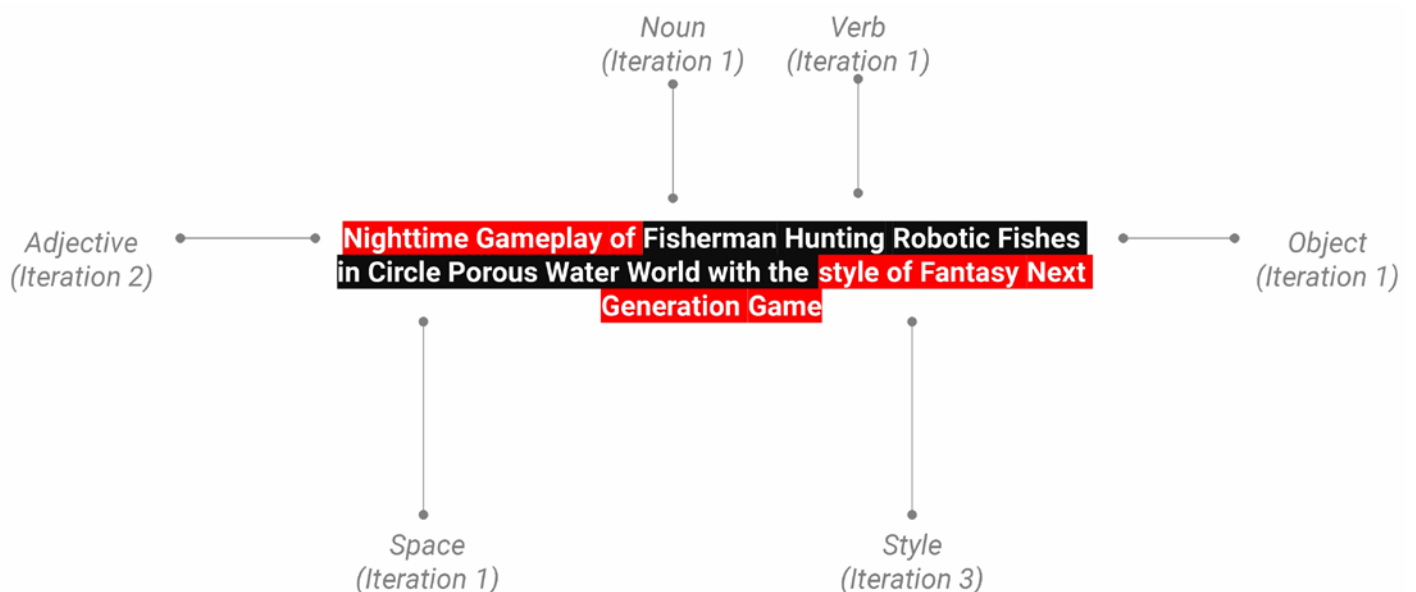 Noun
(Iteration 1)
Verb
(Iteration 1)
Adjective
(Iteration 2)
Nighttime Gameplay of Fisherman Hunting Robotic Fishes
in Circle Porous Water World with the style of Fantasy Next
Generation Game
Object
(Iteration 1)
Space
(Iteration 1)
Style
(Iteration 3)